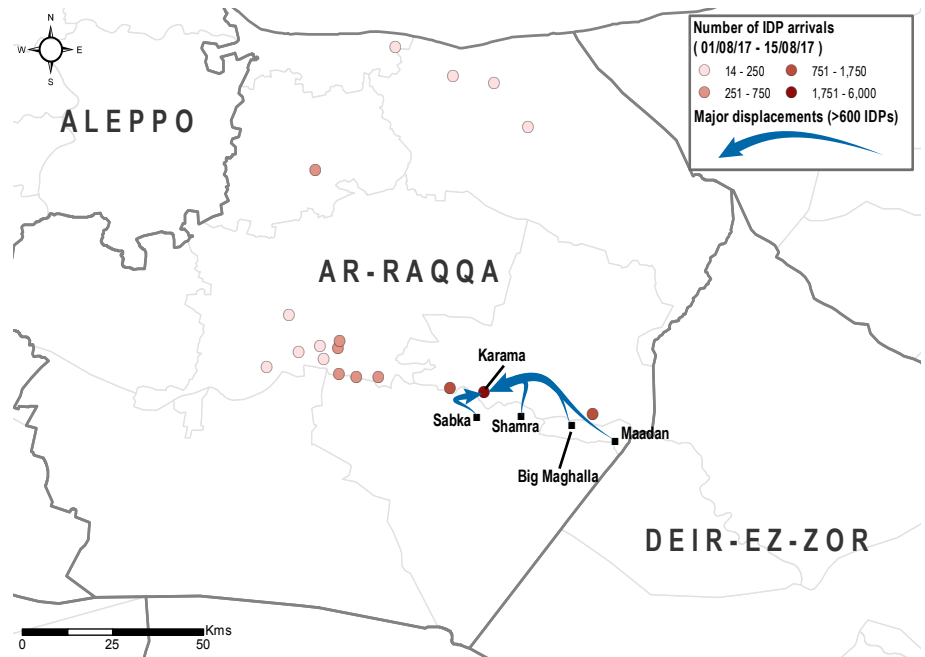 N
W E
S
ALEPPO
AR-RAQQA
DEIR-EZ-ZOR
Number of IDP arrivals
( 01/08/17 - 15/08/17 )
14 - 250
751 - 1,750
251 - 750
1,751 - 6,000
Major displacements (>600 IDPs)
Karama
Sabka
Shamra
Maadan
Big Maghalla
Kms
0 25 50